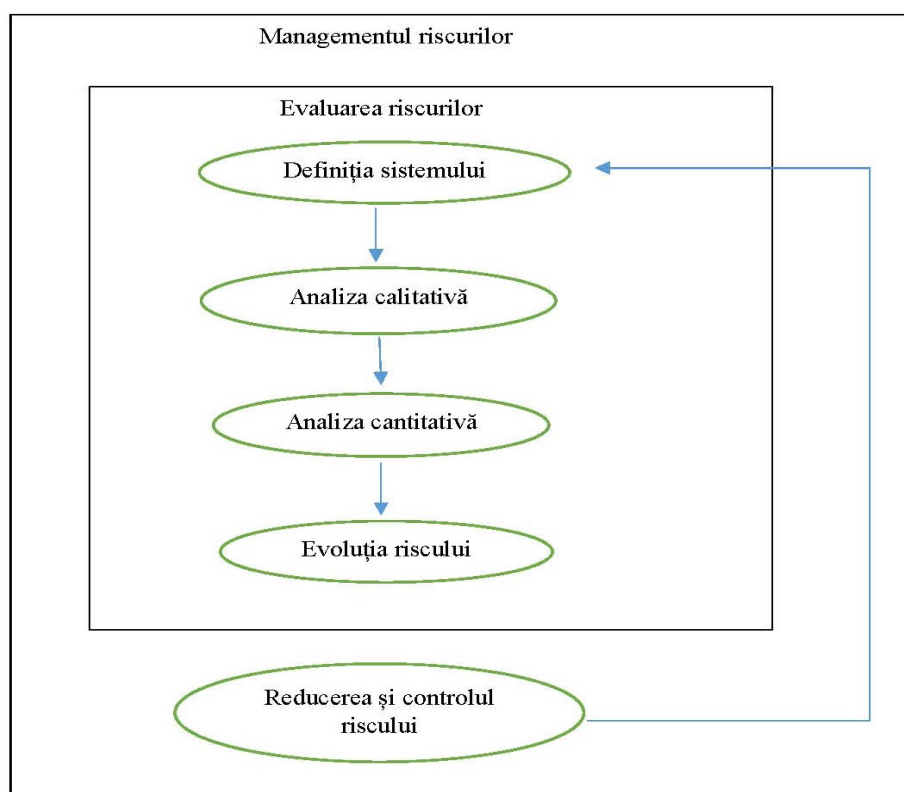 Managementul riscurilor
Evaluarea riscurilor
Definiția sistemului
Analiza calitativă
Analiza cantitativă
Evoluția riscului
Reducerea și controlul
riscului